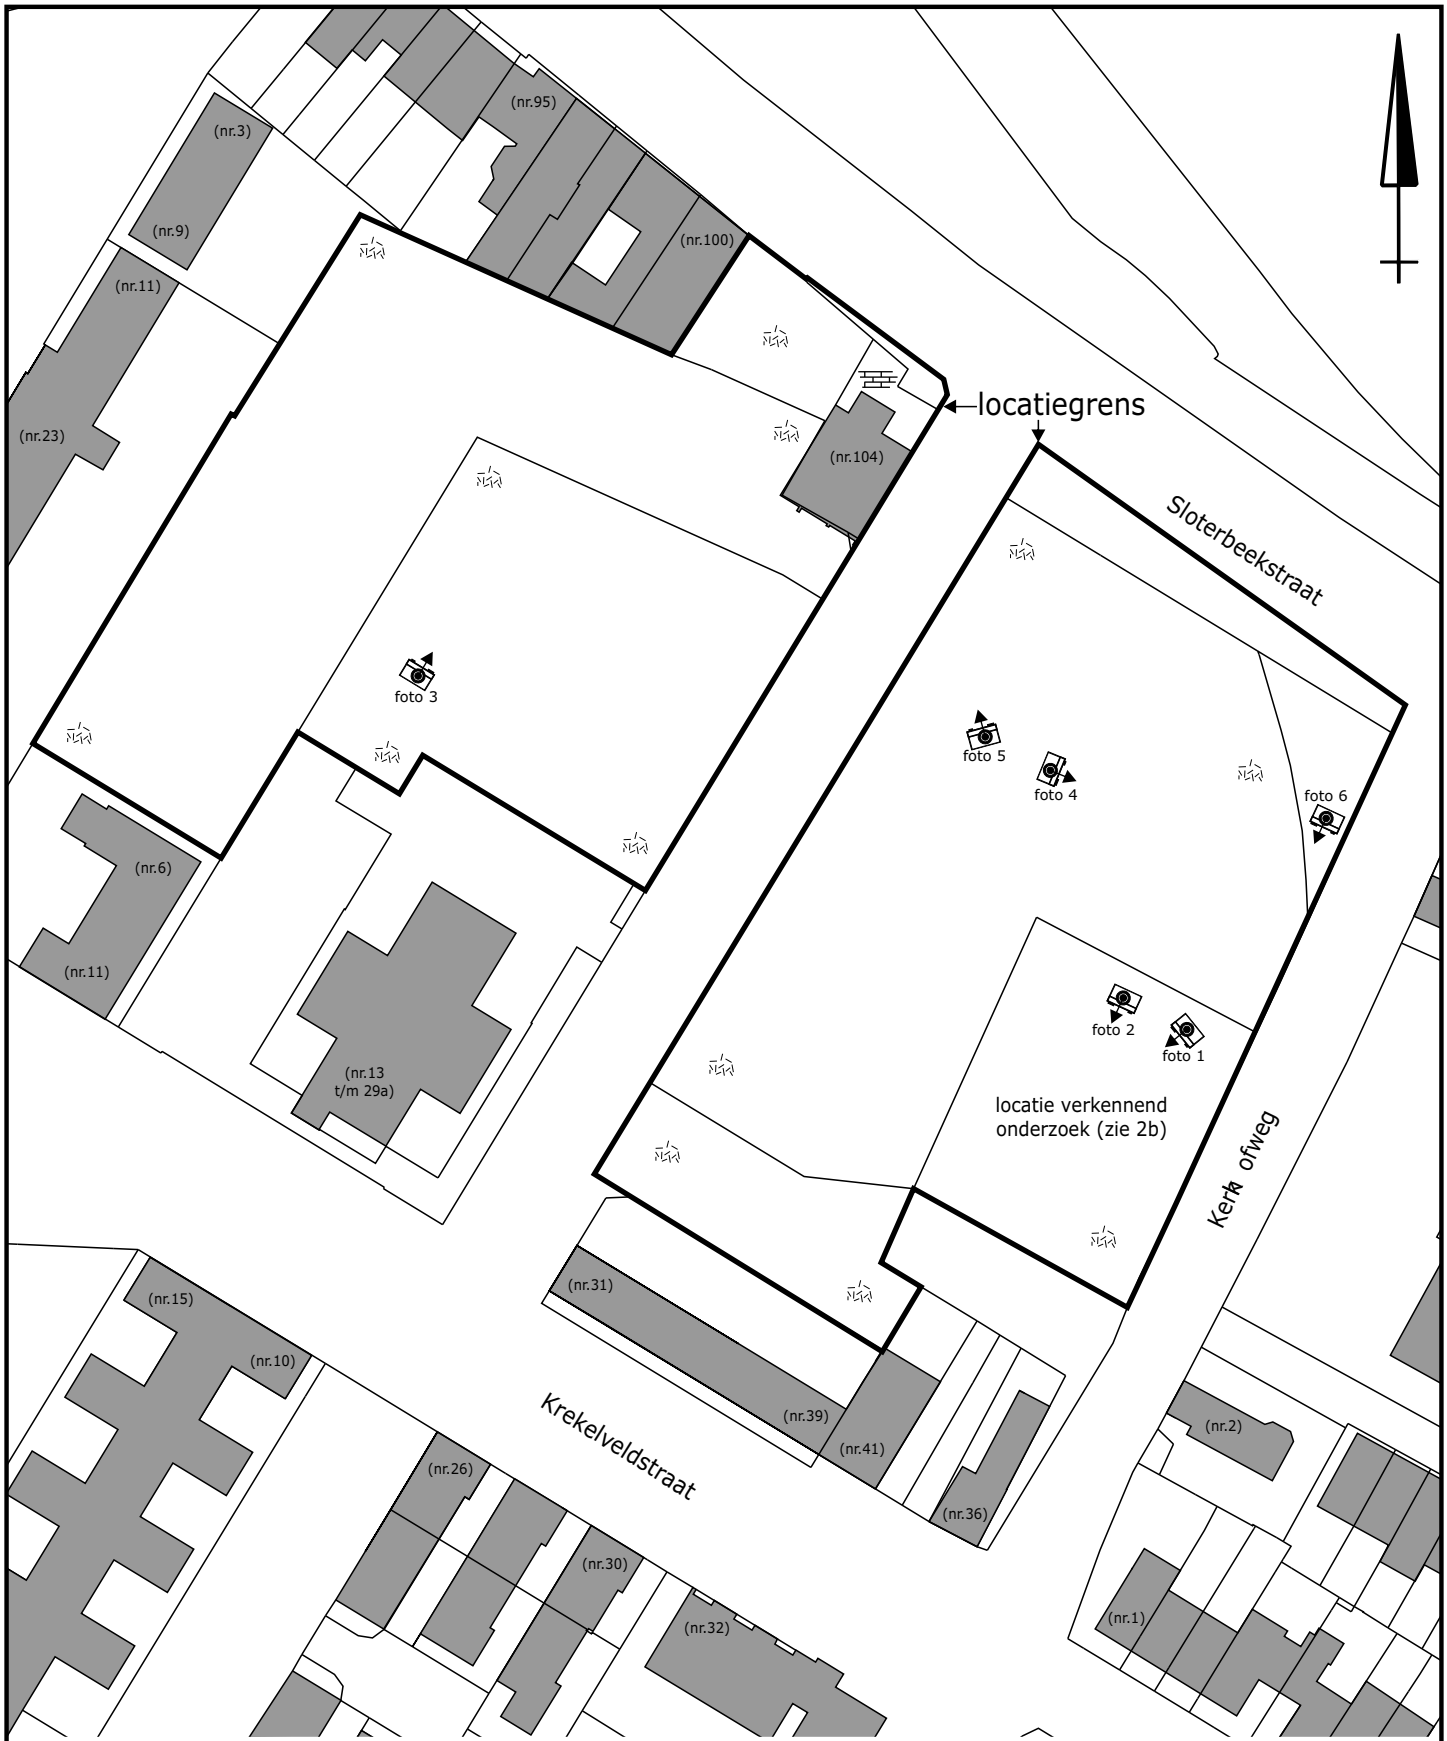 (nr.95)
(nr.3)
(nr.9)
(nr.100)
(nr.11)
locatiegrens
(nr.23)
(nr.104)
Sloterbeekstraat
foto 3
foto 5
foto 4
foto 6
(nr.6)
(nr.11)
foto 2
foto 1
(nr.13
t/m 29a)
locatie verkennend
onderzoek (zie 2b)
Kerkhofweg
(nr.31)
(nr.15)
(nr.10)
Krekelveldstraat
(nr.39)
(nr.41)
(nr.2)
(nr.26)
(nr.36)
(nr.30)
(nr.1)
(nr.32)